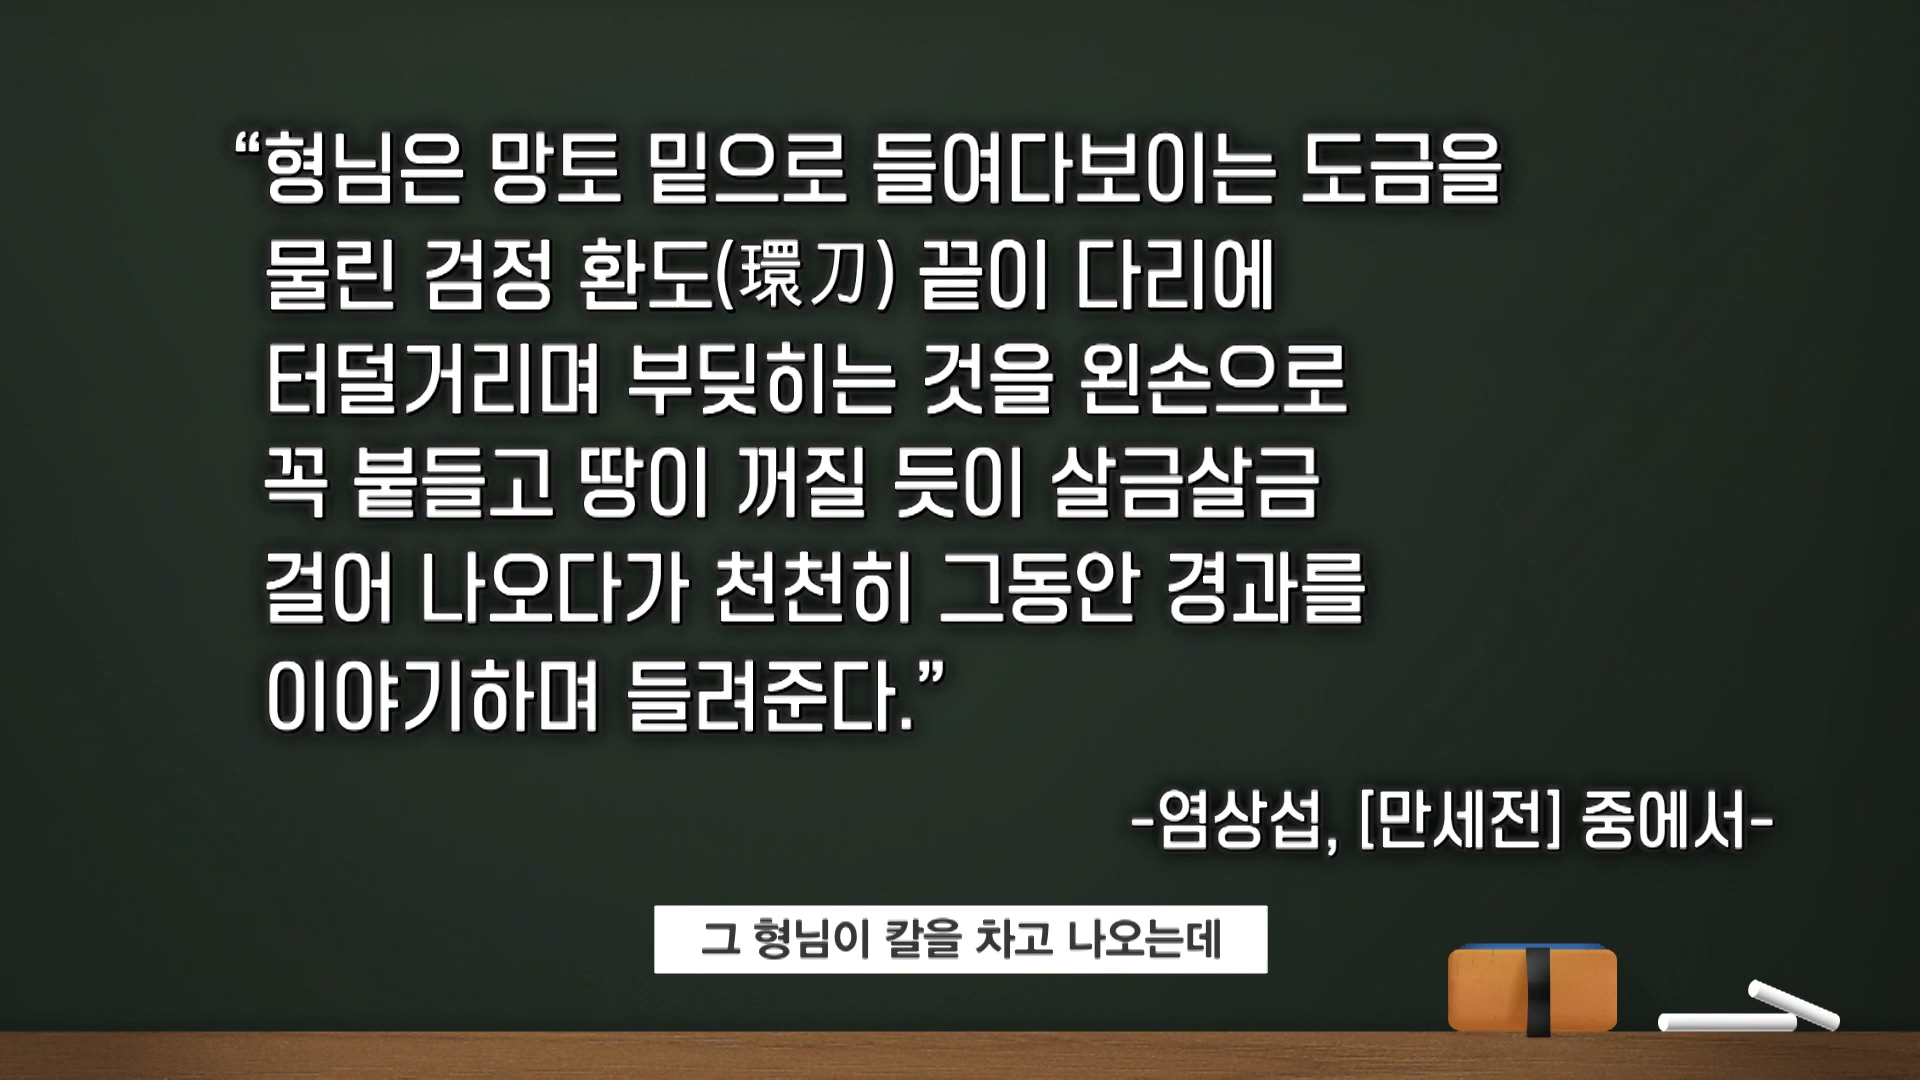 “형님은 망토 밑으로 들여다보이는 도금을
물린 검정 환도(環刀) 끝이 다리에
터덜거리며 부딪히는 것을 왼손으로
꼭 붙들고 땅이 꺼질 듯이 살금살금
걸어 나오다가 천천히 그동안 경과를
이야기하며 들려준다.”
-염상섭, [만세전] 중에서-
그 형님이 칼을 차고 나오는데